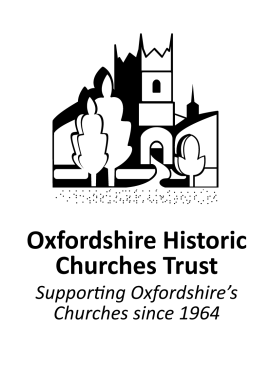 Oxfordshire Historic
Churches Trust
Supporting Oxfordshire's
Churches since 1964